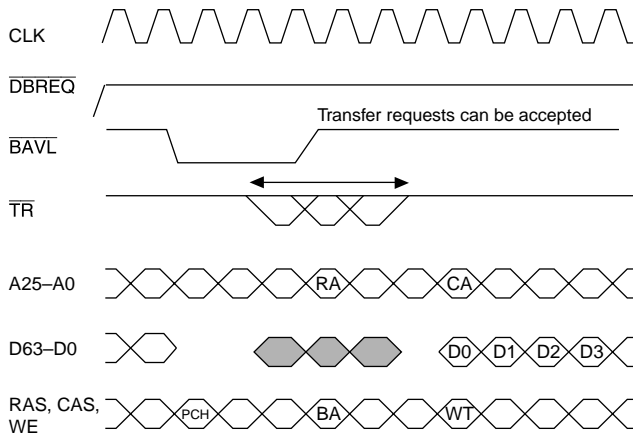 CLK
DBREQ
Transfer requests can be accepted
BAVL
TR
A25–A0
RA
CA
D63–D0
D0
D1
D2
D3
RAS, CAS,
WE
PCH
BA
WT